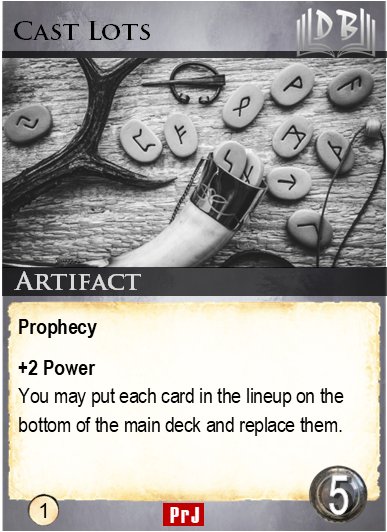 Cast Lots
DB
Artifact
Prophecy
+2 Power
You may put each card in the lineup on the
bottom of the main deck and replace them.
1
PrJ
5